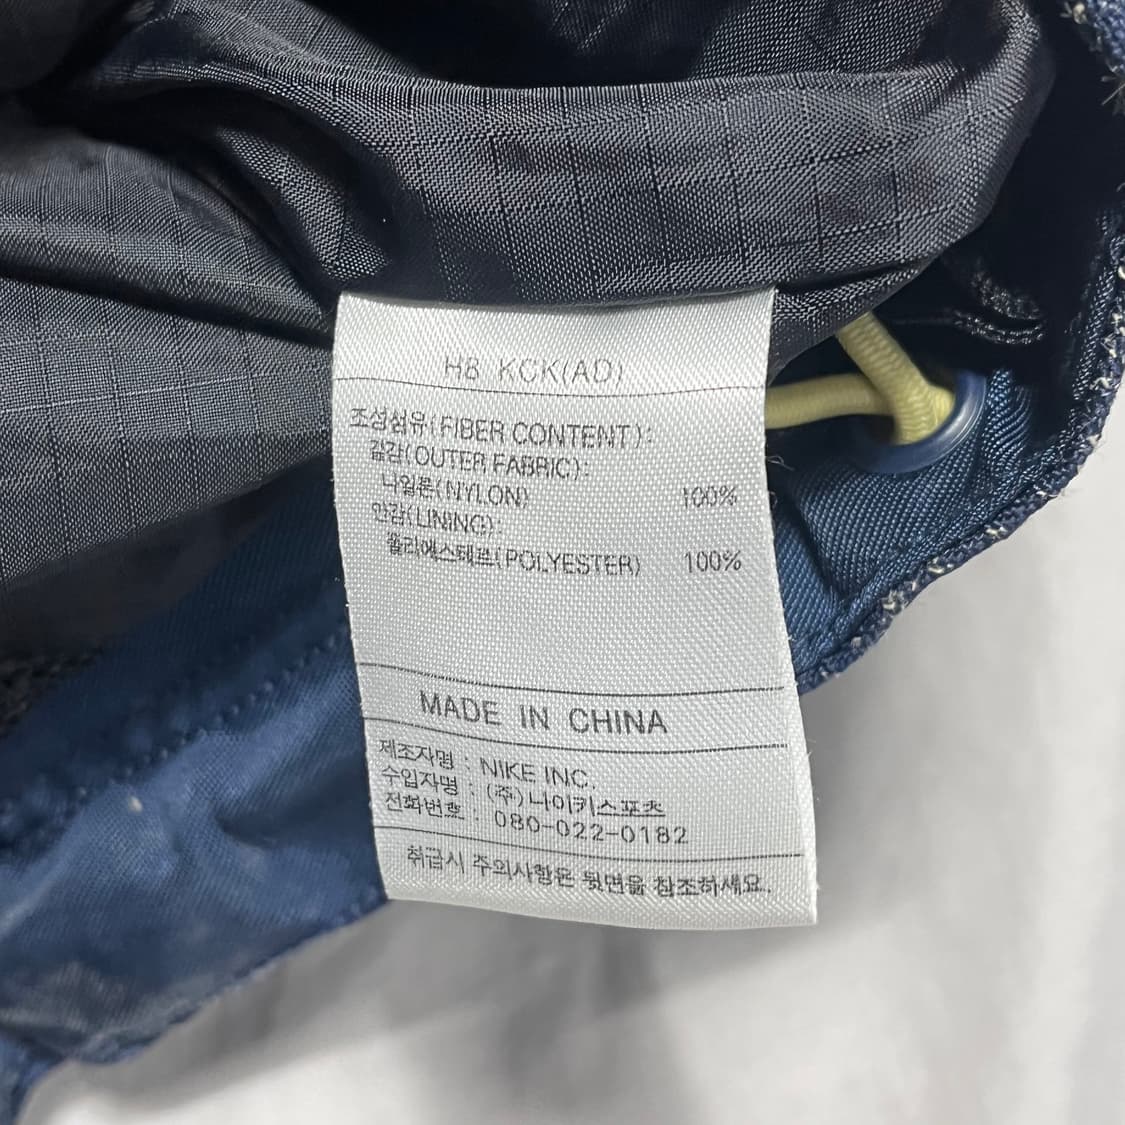 H8 KCK(AD)
조성섬유(FIBER CONTENT):
겉감(OUTER FABRIC):
나일론(NYLON) 100%
안감(LINING):
폴리에스테르(POLYESTER) 100%
MADE IN CHINA
제조자명 : NIKE INC.
수입자명 : (주)나이키스포츠
전화번호 : 080-022-0182
취급시 주의사항은 뒷면을 참조하세요.